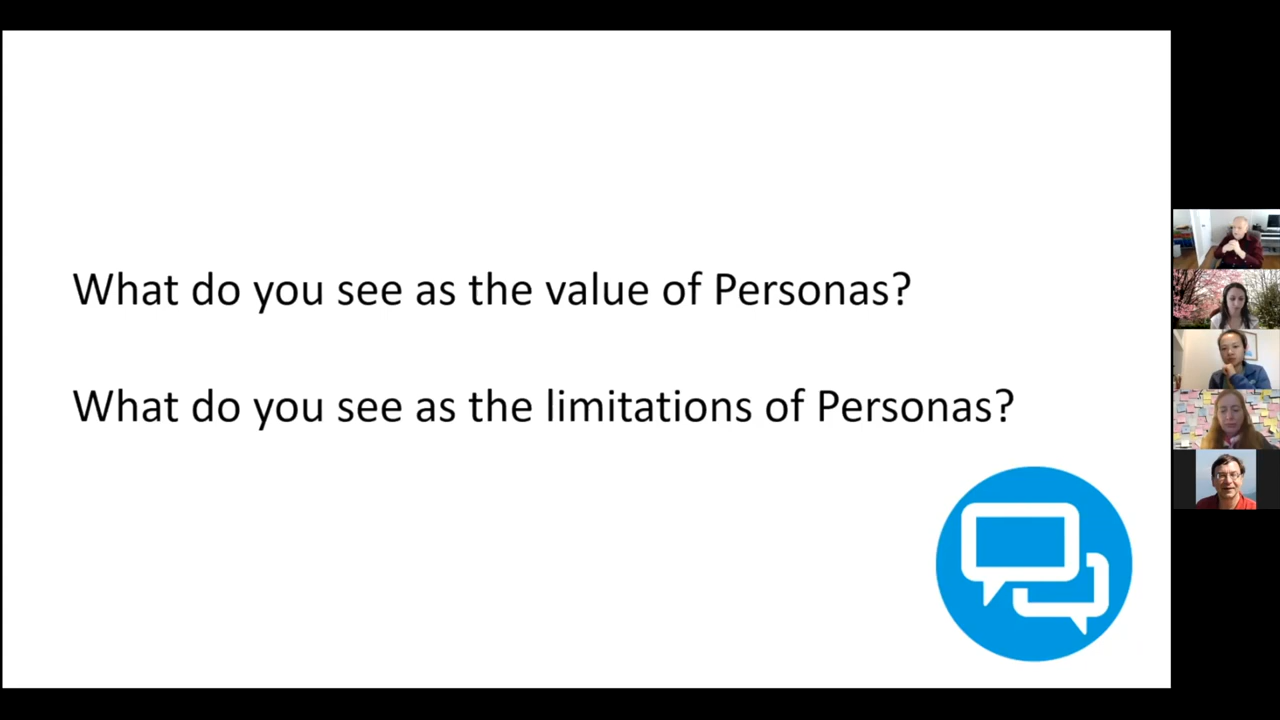 What do you see as the value of Personas?
What do you see as the limitations of Personas?